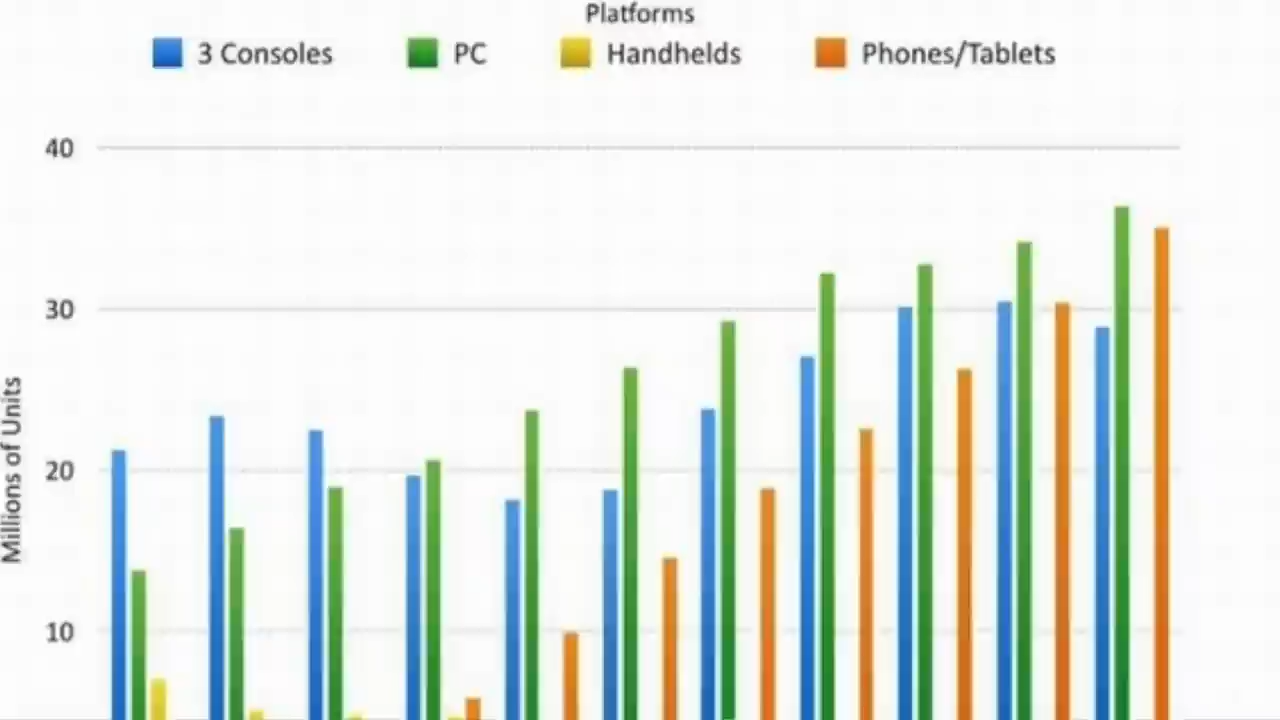 Platforms
3 Consoles PC Handhelds Phones/Tablets
40
30
Millions of Units
20
10